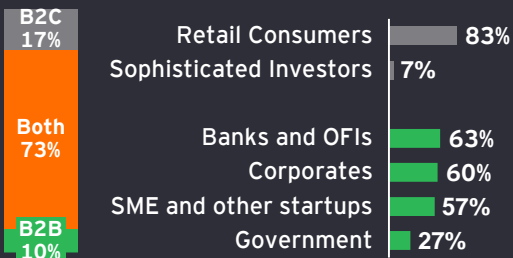 B2C
17%
Both
73%
B2B
10%
Retail Consumers 83%
Sophisticated Investors 7%
Banks and OFIs 63%
Corporates 60%
SME and other startups 57%
Government 27%